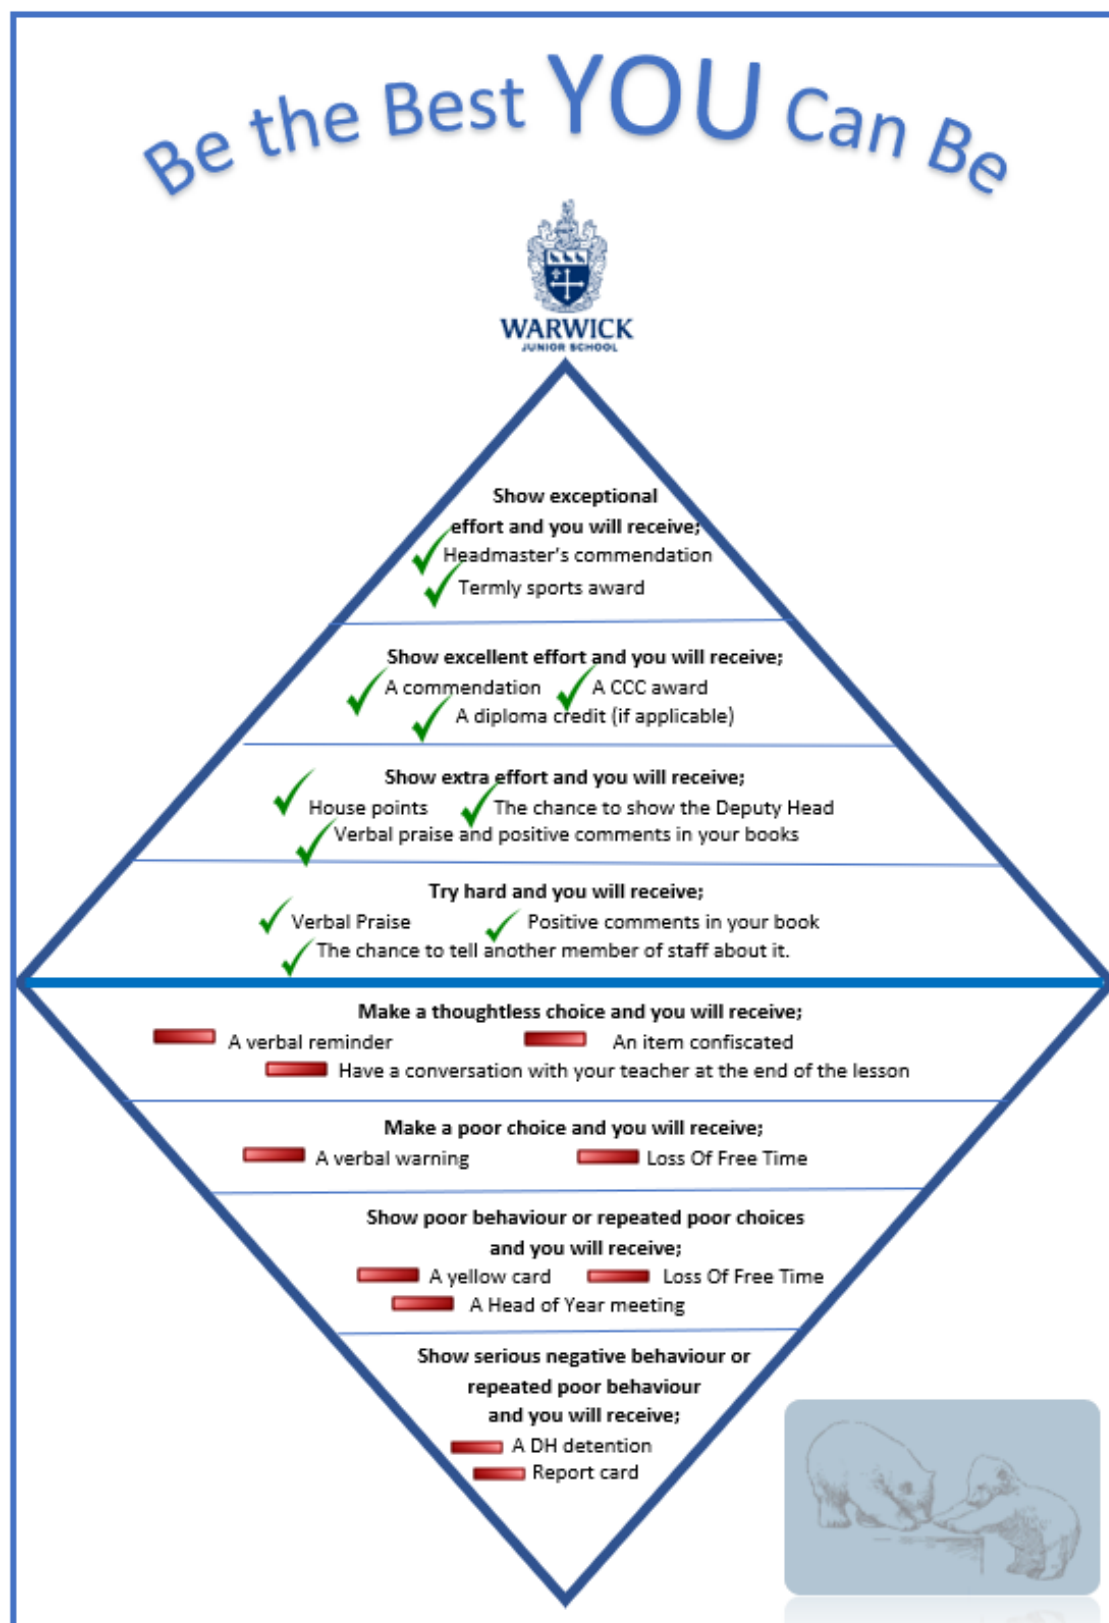 Be the Best YOU Can Be
WARWICK
JUNIOR SCHOOL
Show exceptional
effort and you will receive;
Headmaster's commendation
Termly sports award
Show excellent effort and you will receive;
A commendation A CCC award
A diploma credit (if applicable)
Show extra effort and you will receive;
House points The chance to show the Deputy Head
Verbal praise and positive comments in your books
Try hard and you will receive;
Verbal Praise Positive comments in your book
The chance to tell another member of staff about it.
Make a thoughtless choice and you will receive;
A verbal reminder An item confiscated
Have a conversation with your teacher at the end of the lesson
Make a poor choice and you will receive;
A verbal warning Loss Of Free Time
Show poor behaviour or repeated poor choices
and you will receive;
A yellow card Loss Of Free Time
A Head of Year meeting
Show serious negative behaviour or
repeated poor behaviour
and you will receive;
A DH detention
Report card